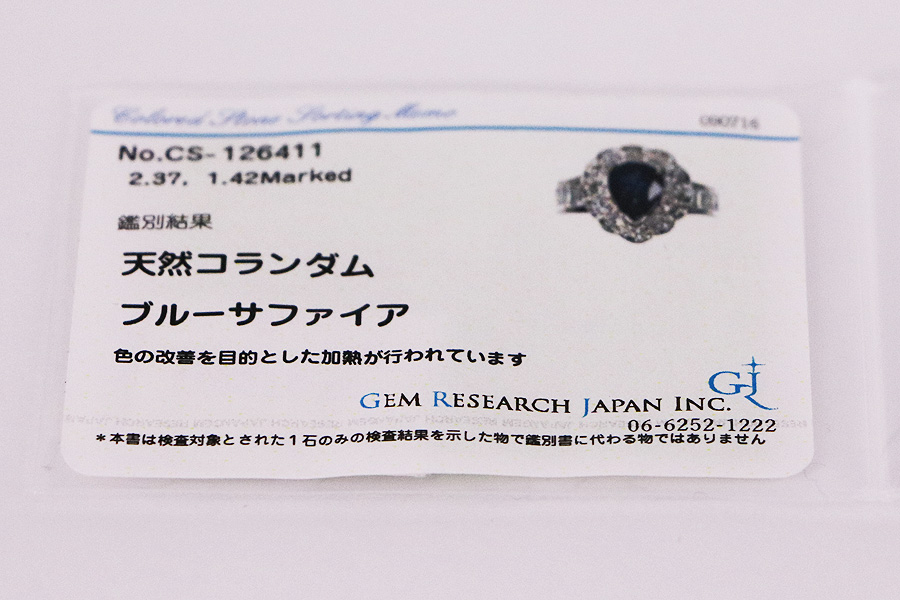 Colored Stone Sorting Memo
090716
No.CS-126411
2.37, 1.42Marked
鑑別結果
天然コランダム
ブルーサファイア
色の改善を目的とした加熱が行われています
GJR
GEM RESEARCH JAPAN INC.
06-6252-1222
*本書は検査対象とされた1石のみの検査結果を示した物で鑑別書に代わる物ではありません